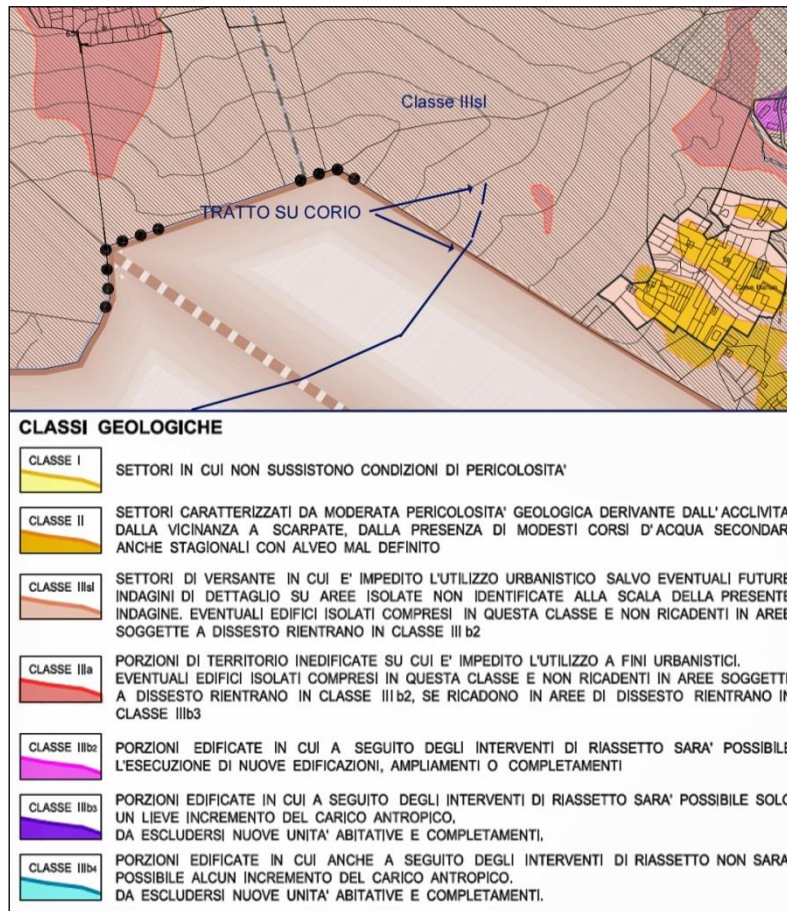 Classe IIIsl
TRATTO SU CORIO
CLASSI GEOLOGICHE
CLASSE I
SETTORI IN CUI NON SUSSISTONO CONDIZIONI DI PERICOLOSITA'
CLASSE II
SETTORI CARATTERIZZATI DA MODERATA PERICOLOSITA' GEOLOGICA DERIVANTE DALL'ACCLIVITA
DALLA VICINANZA A SCARPATE, DALLA PRESENZA DI MODESTI CORSI D'ACQUA SECONDAR
ANCHE STAGIONALI CON ALVEO MAL DEFINITO
CLASSE IIIsl
SETTORI DI VERSANTE IN CUI E' IMPEDITO L'UTILIZZO URBANISTICO SALVO EVENTUALI FUTURE
INDAGINI DI DETTAGLIO SU AREE ISOLATE NON IDENTIFICATE ALLA SCALA DELLA PRESENTE
INDAGINE. EVENTUALI EDIFICI ISOLATI COMPRESI IN QUESTA CLASSE E NON RICADENTI IN AREE
SOGGETTE A DISSESTO RIENTRANO IN CLASSE III b2
CLASSE IIIa
PORZIONI DI TERRITORIO INEDIFICATE SU CUI E' IMPEDITO L'UTILIZZO A FINI URBANISTICI.
EVENTUALI EDIFICI ISOLATI COMPRESI IN QUESTA CLASSE E NON RICADENTI IN AREE SOGGETTE
A DISSESTO RIENTRANO IN CLASSE III b2, SE RICADONO IN AREE DI DISSESTO RIENTRANO IN
CLASSE IIIb3
CLASSE IIIb2
PORZIONI EDIFICATE IN CUI A SEGUITO DEGLI INTERVENTI DI RIASSETTO SARA' POSSIBILE
L'ESECUZIONE DI NUOVE EDIFICAZIONI, AMPLIAMENTI O COMPLETAMENTI
CLASSE IIIb3
PORZIONI EDIFICATE IN CUI A SEGUITO DEGLI INTERVENTI DI RIASSETTO SARA' POSSIBILE SOLO
UN LIEVE INCREMENTO DEL CARICO ANTROPICO.
DA ESCLUDERSI NUOVE UNITA' ABITATIVE E COMPLETAMENTI.
CLASSE IIIb4
PORZIONI EDIFICATE IN CUI ANCHE A SEGUITO DEGLI INTERVENTI DI RIASSETTO NON SARA
POSSIBILE ALCUN INCREMENTO DEL CARICO ANTROPICO.
DA ESCLUDERSI NUOVE UNITA' ABITATIVE E COMPLETAMENTI.